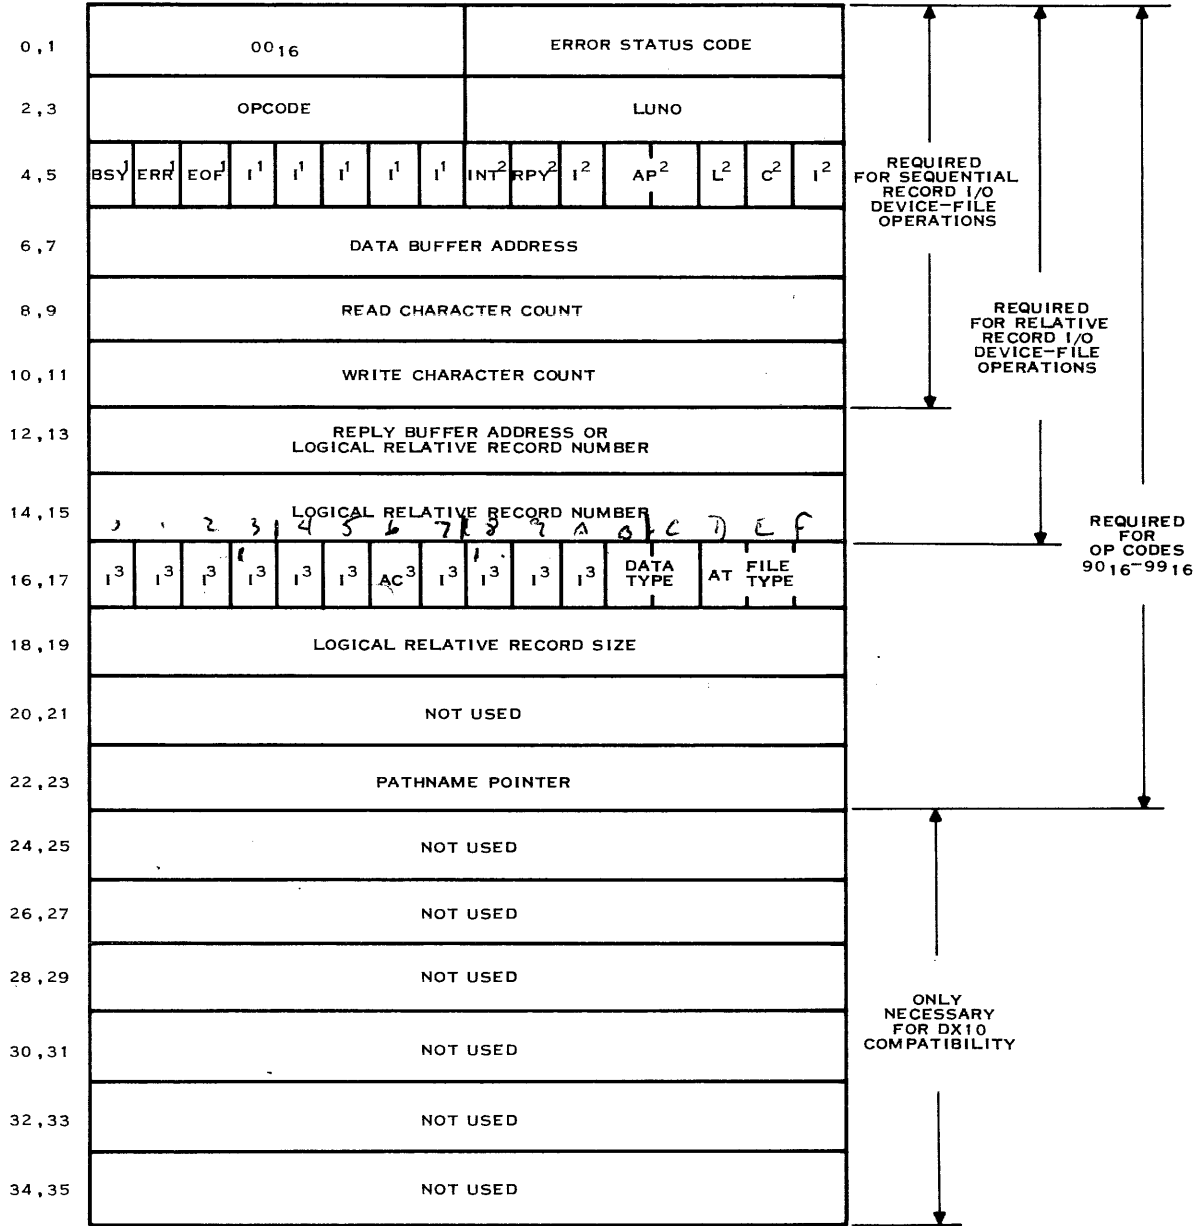 0,1 00₁₆ ERROR STATUS CODE
2,3 OPCODE LUNO
4,5 BSY¹ ERR¹ EOF¹ I¹ I¹ I¹ I¹ I¹ INT² RPY² I² AP² L² C² I²
REQUIRED
FOR SEQUENTIAL
RECORD I/O
DEVICE-FILE
OPERATIONS
6,7 DATA BUFFER ADDRESS
8,9 READ CHARACTER COUNT
REQUIRED
FOR RELATIVE
RECORD I/O
DEVICE-FILE
OPERATIONS
10,11 WRITE CHARACTER COUNT
12,13 REPLY BUFFER ADDRESS OR
LOGICAL RELATIVE RECORD NUMBER
14,15 LOGICAL RELATIVE RECORD NUMBER
2 3 4 5 6 7 8 9 A B C D E F
REQUIRED
FOR
OP CODES
90₁₆-99₁₆
16,17 I³ I³ I³ I³ I³ I³ AC³ I³ I³ I³ I³ DATA TYPE AT FILE TYPE
18,19 LOGICAL RELATIVE RECORD SIZE
20,21 NOT USED
22,23 PATHNAME POINTER
24,25 NOT USED
26,27 NOT USED
28,29 NOT USED
ONLY
NECESSARY
FOR DX10
COMPATIBILITY
30,31 NOT USED
32,33 NOT USED
34,35 NOT USED